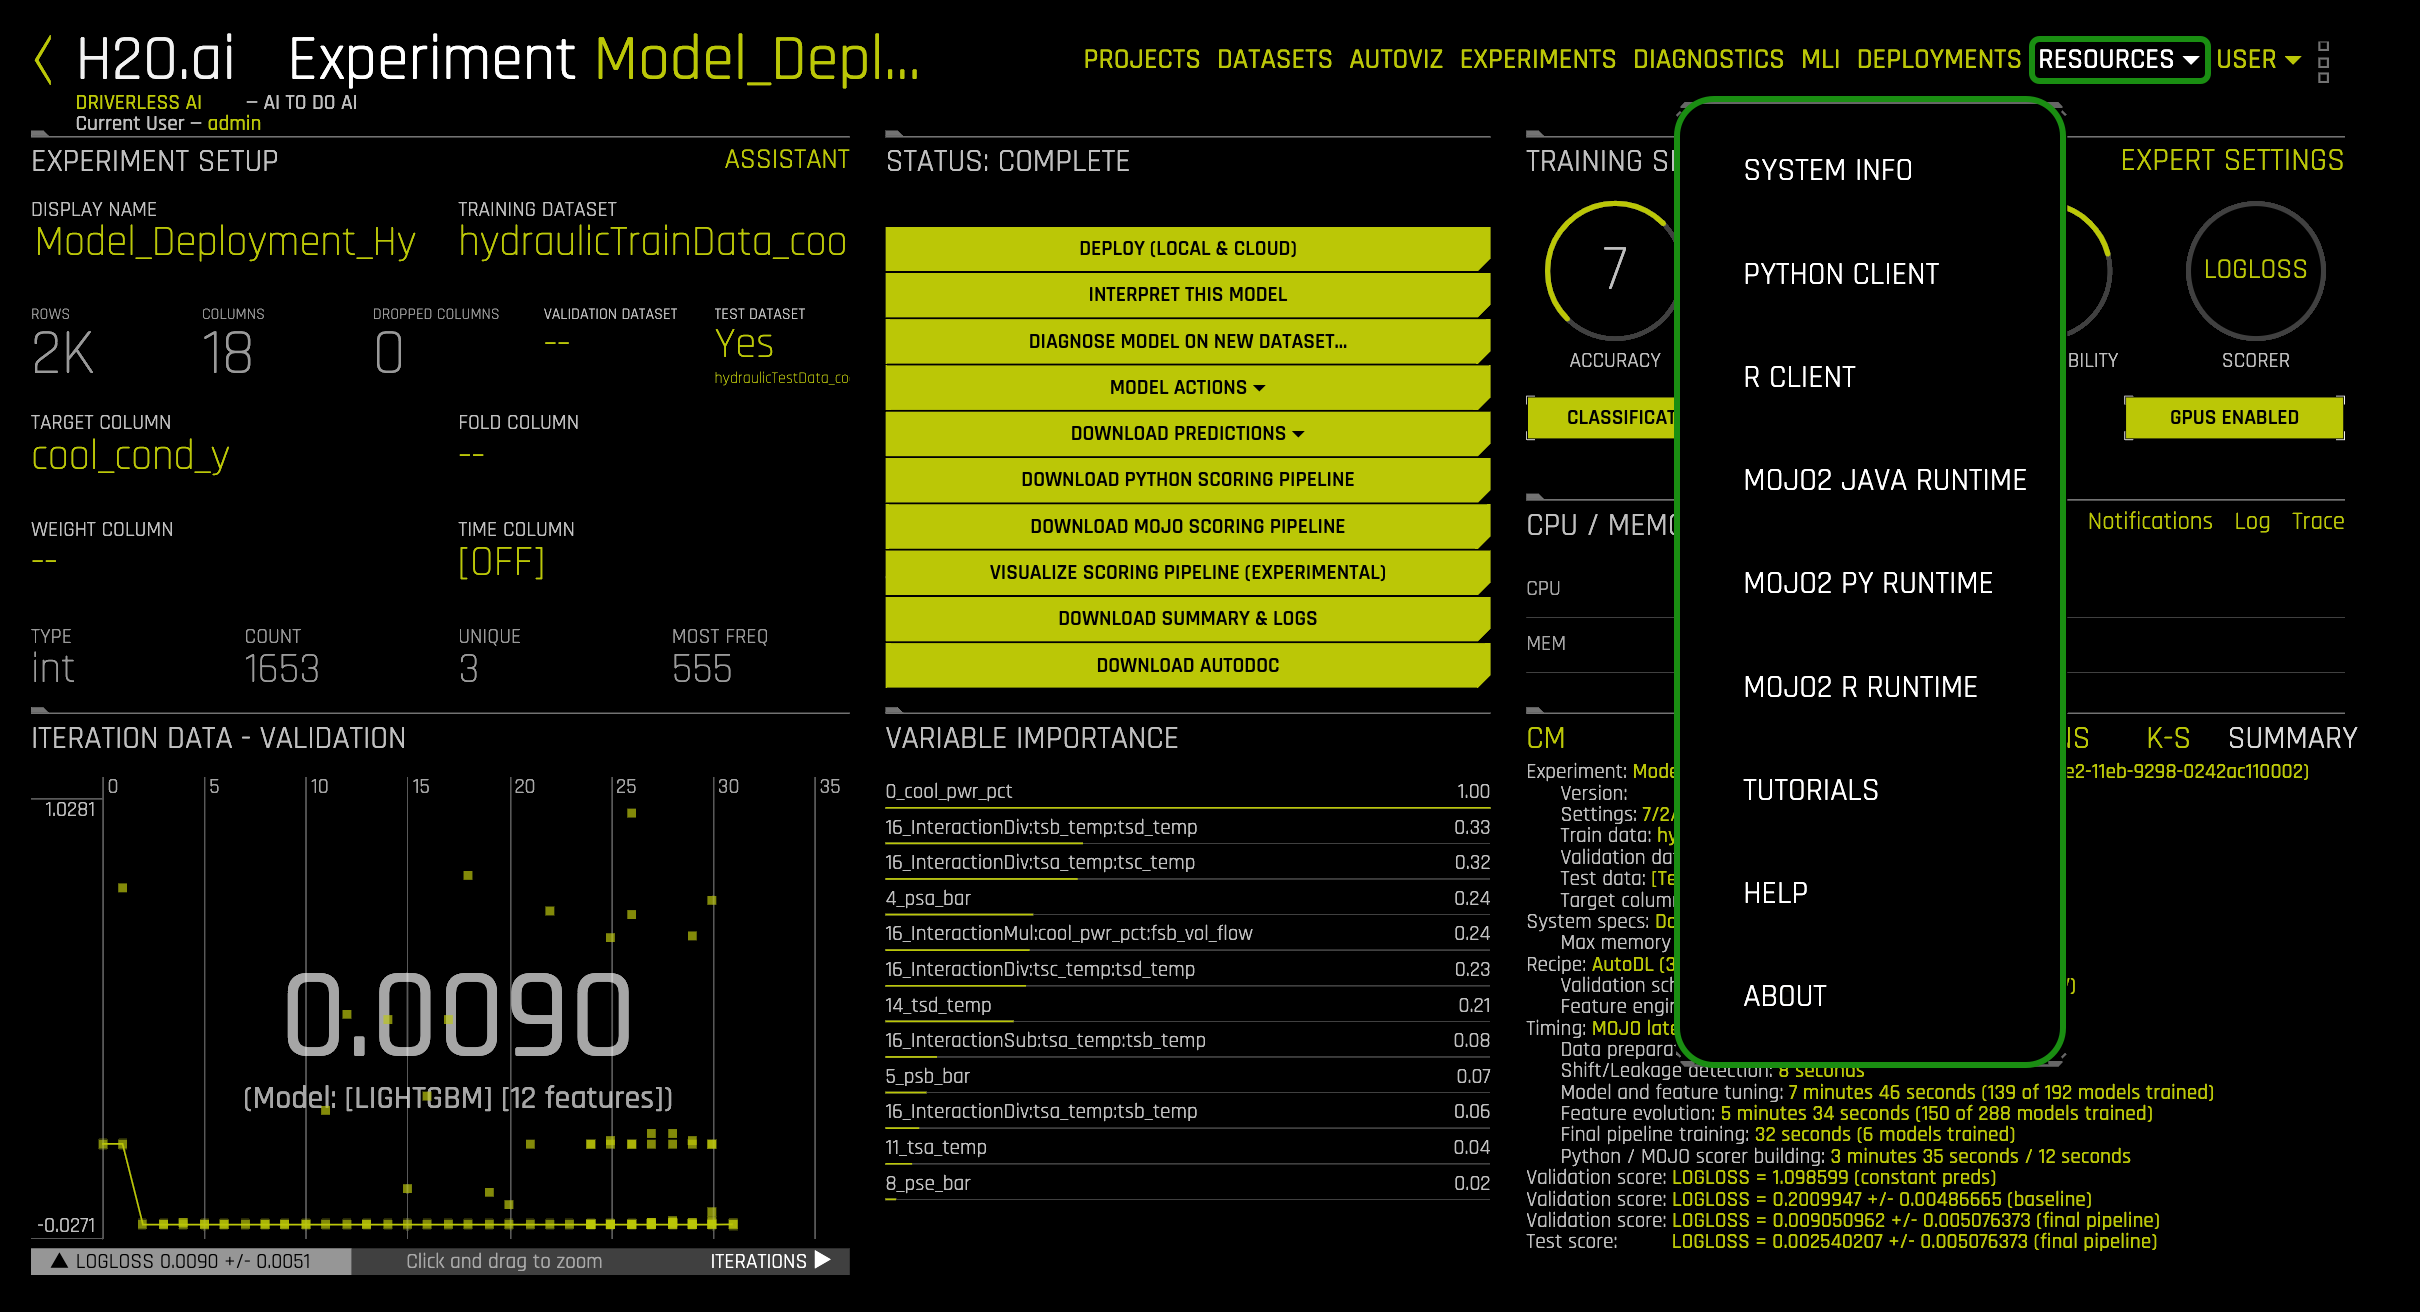 H2O.ai Experiment Model_Depl...
DRIVERLESS AI – AI TO DO AI
Current User – admin
PROJECTS DATASETS AUTOVIZ EXPERIMENTS DIAGNOSTICS MLI DEPLOYMENTS RESOURCES USER
EXPERIMENT SETUP ASSISTANT
DISPLAY NAME TRAINING DATASET
Model_Deployment_Hy hydraulicTrainData_coo
ROWS COLUMNS DROPPED COLUMNS VALIDATION DATASET TEST DATASET
2K 18 0 -- Yes
hydraulicTestData_co
TARGET COLUMN FOLD COLUMN
cool_cond_y --
WEIGHT COLUMN TIME COLUMN
-- [OFF]
TYPE COUNT UNIQUE MOST FREQ
int 1653 3 555
STATUS: COMPLETE
DEPLOY (LOCAL & CLOUD)
INTERPRET THIS MODEL
DIAGNOSE MODEL ON NEW DATASET...
MODEL ACTIONS
DOWNLOAD PREDICTIONS
DOWNLOAD PYTHON SCORING PIPELINE
DOWNLOAD MOJO SCORING PIPELINE
VISUALIZE SCORING PIPELINE (EXPERIMENTAL)
DOWNLOAD SUMMARY & LOGS
DOWNLOAD AUTODOC
TRAINING EXPERT SETTINGS
7 LOGLOSS
ACCURACY BILITY SCORER
CLASSIFICAT GPUS ENABLED
CPU / MEMO Notifications Log Trace
CPU
MEM
SYSTEM INFO
PYTHON CLIENT
R CLIENT
MOJO2 JAVA RUNTIME
MOJO2 PY RUNTIME
MOJO2 R RUNTIME
TUTORIALS
HELP
ABOUT
ITERATION DATA - VALIDATION
0 5 10 15 20 25 30 35
1.0281
0.0090
(Model: [LIGHTGBM] [12 features])
-0.0271
LOGLOSS 0.0090 +/- 0.0051 Click and drag to zoom ITERATIONS
VARIABLE IMPORTANCE
0_cool_pwr_pct 1.00
16_InteractionDiv:tsb_temp:tsd_temp 0.33
16_InteractionDiv:tsa_temp:tsc_temp 0.32
4_psa_bar 0.24
16_InteractionMul:cool_pwr_pct:fsb_vol_flow 0.24
16_InteractionDiv:tsc_temp:tsd_temp 0.23
14_tsd_temp 0.21
16_InteractionSub:tsa_temp:tsb_temp 0.08
5_psb_bar 0.07
16_InteractionDiv:tsa_temp:tsb_temp 0.06
11_tsa_temp 0.04
8_pse_bar 0.02
CM NS K-S SUMMARY
Experiment: Mode e2-11eb-9298-0242ac110002)
Version:
Settings: 7/2/
Train data: hy
Validation da
Test data: [Te
Target colum
System specs: Do
Max memory
Recipe: AutoDL (3
Validation sch )
Feature engin
Timing: MOJO late
Data prepara
Shift/Leakage detection: 8 seconds
Model and feature tuning: 7 minutes 46 seconds (139 of 192 models trained)
Feature evolution: 5 minutes 34 seconds (150 of 288 models trained)
Final pipeline training: 32 seconds (6 models trained)
Python / MOJO scorer building: 3 minutes 35 seconds / 12 seconds
Validation score: LOGLOSS = 1.098599 (constant preds)
Validation score: LOGLOSS = 0.2009947 +/- 0.00486665 (baseline)
Validation score: LOGLOSS = 0.009050962 +/- 0.005076373 (final pipeline)
Test score: LOGLOSS = 0.002540207 +/- 0.005076373 (final pipeline)